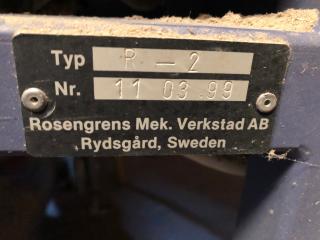 Typ R – 2
Nr. 11 03 99
Rosengrens Mek. Verkstad AB
Rydsgård, Sweden